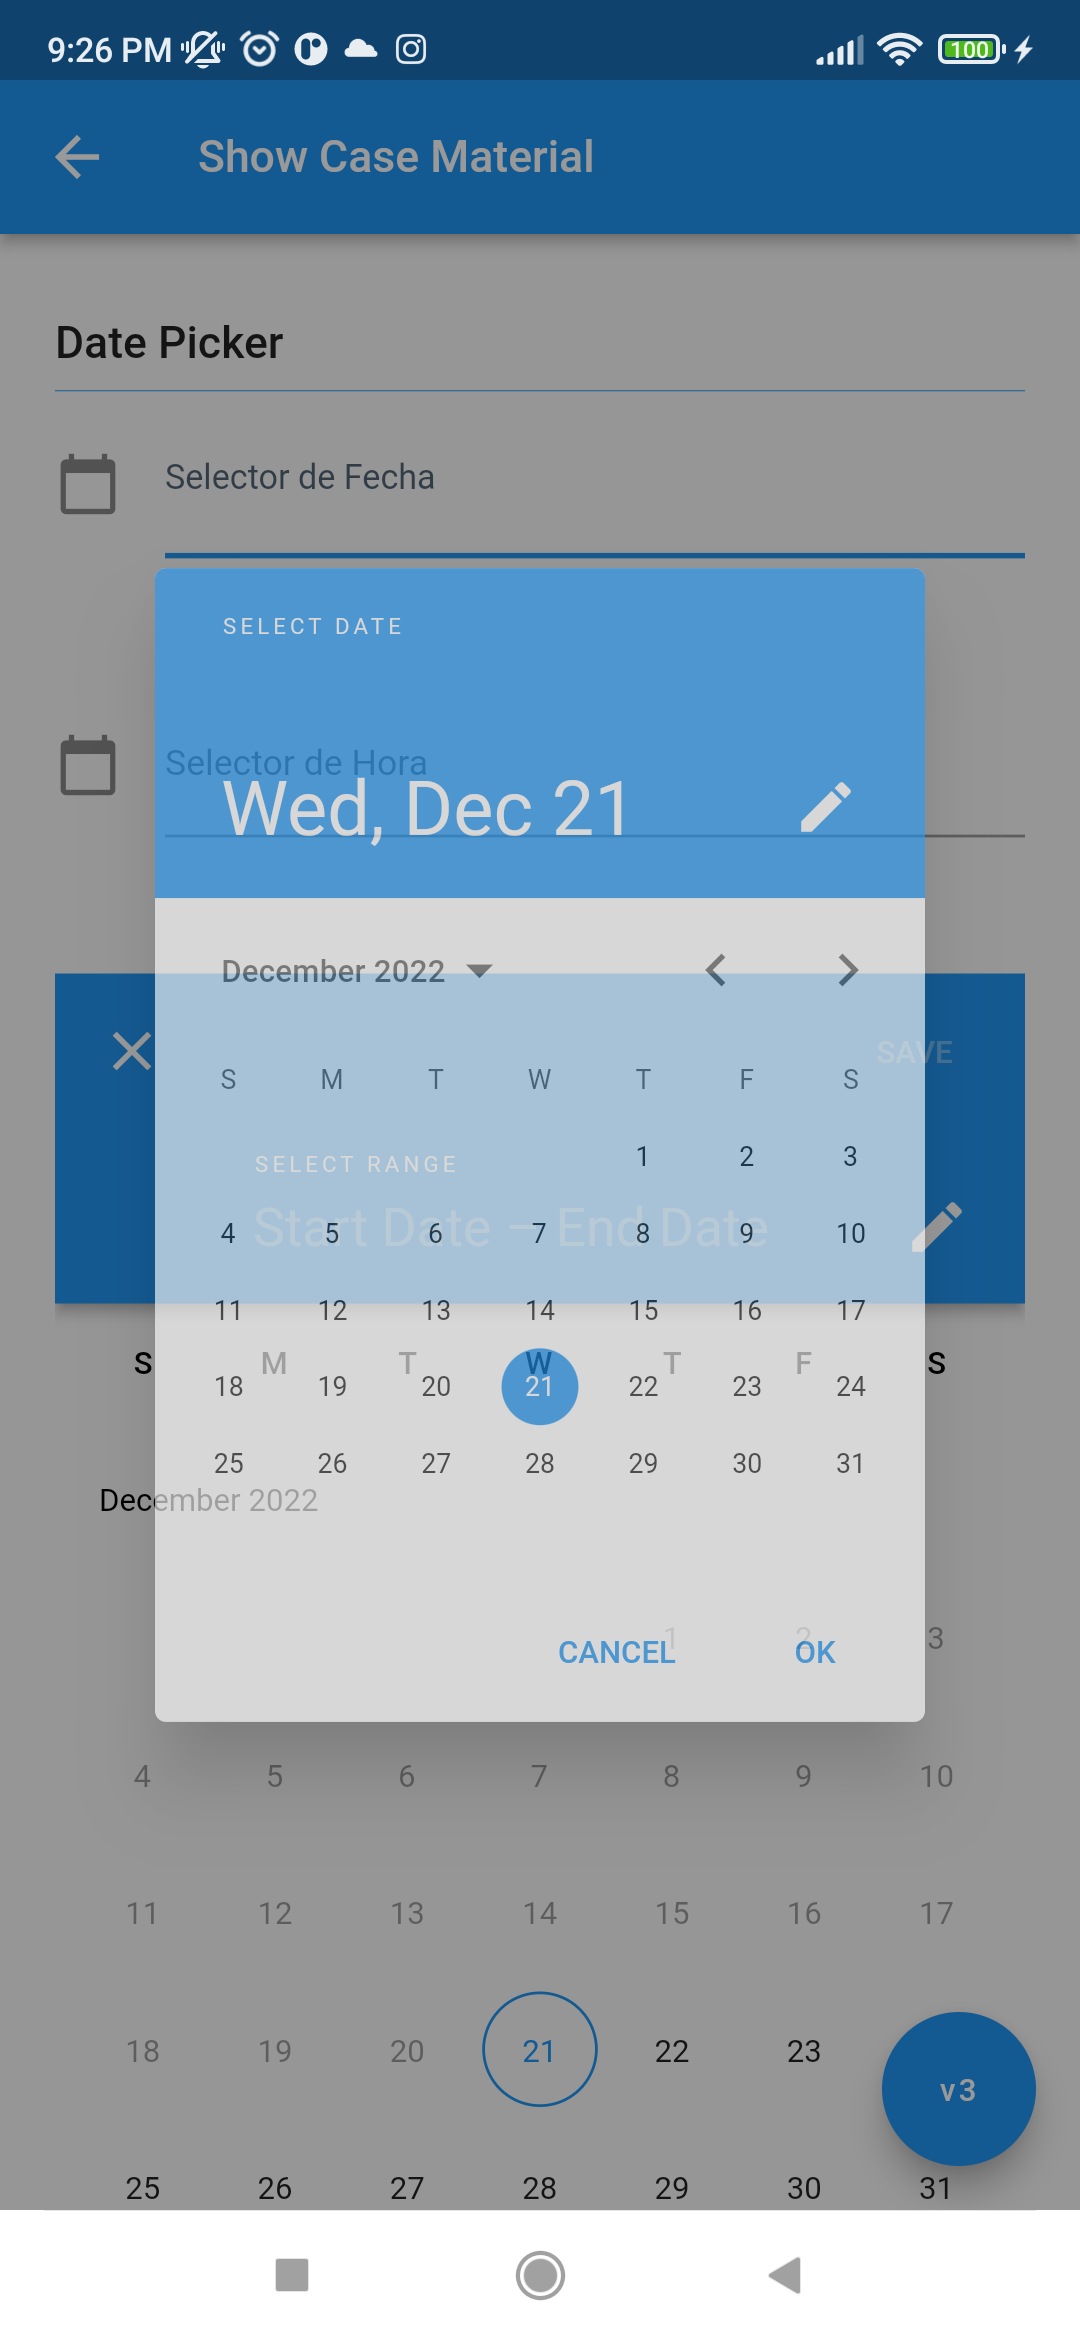 9:26 PM
100
Show Case Material
Date Picker
Selector de Fecha
SELECT DATE
Selector de Hora
Wed, Dec 21
December 2022
SAVE
S M T W T F S
1 2 3
SELECT RANGE
Start Date – End Date
4 5 6 7 8 9 10
11 12 13 14 15 16 17
S M T W T F S
18 19 20 21 22 23 24
25 26 27 28 29 30 31
December 2022
1 2 3
CANCEL OK
4 5 6 7 8 9 10
11 12 13 14 15 16 17
18 19 20 21 22 23
v3
25 26 27 28 29 30 31